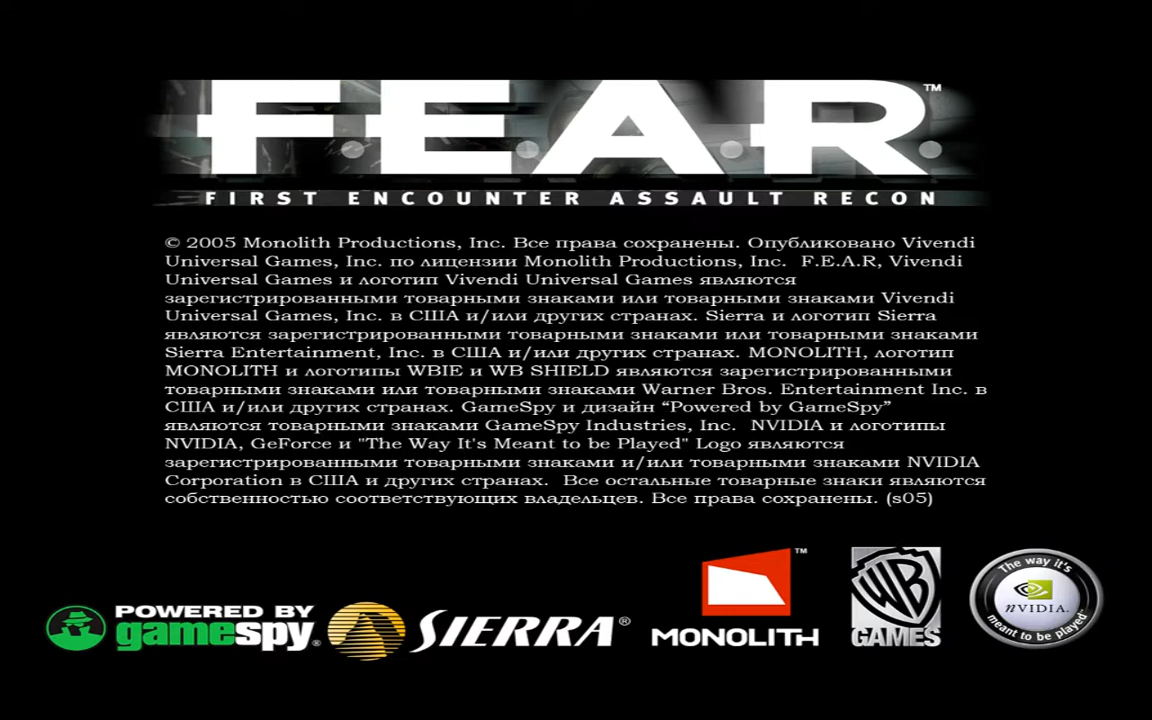 F.E.A.R.™
FIRST ENCOUNTER ASSAULT RECON
© 2005 Monolith Productions, Inc. Все права сохранены. Опубликовано Vivendi
Universal Games, Inc. по лицензии Monolith Productions, Inc.  F.E.A.R, Vivendi
Universal Games и логотип Vivendi Universal Games являются
зарегистрированными товарными знаками или товарными знаками Vivendi
Universal Games, Inc. в США и/или других странах. Sierra и логотип Sierra
являются зарегистрированными товарными знаками или товарными знаками
Sierra Entertainment, Inc. в США и/или других странах. MONOLITH, логотип
MONOLITH и логотипы WBIE и WB SHIELD являются зарегистрированными
товарными знаками или товарными знаками Warner Bros. Entertainment Inc. в
США и/или других странах. GameSpy и дизайн “Powered by GameSpy”
являются товарными знаками GameSpy Industries, Inc.  NVIDIA и логотипы
NVIDIA, GeForce и "The Way It's Meant to be Played" Logo являются
зарегистрированными товарными знаками и/или товарными знаками NVIDIA
Corporation в США и других странах.  Все остальные товарные знаки являются
собственностью соответствующих владельцев. Все права сохранены. (s05)
POWERED BY
gamespy®
SIERRA®
MONOLITH™
WB
GAMES
The way it's
nVIDIA.
meant to be played™